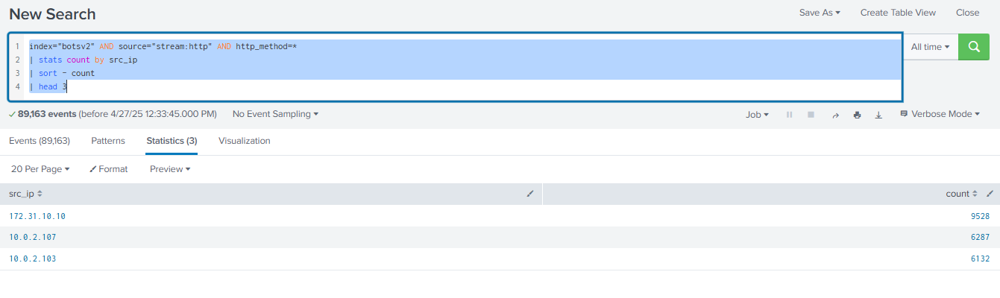 New Search
Save As Create Table View Close
1 index="botsv2" AND source="stream:http" AND http_method=*
2 | stats count by src_ip
3 | sort - count
4 | head 3
All time
89,163 events (before 4/27/25 12:33:45.000 PM) No Event Sampling Job Verbose Mode
Events (89,163) Patterns Statistics (3) Visualization
20 Per Page Format Preview
src_ip count
172.31.10.10 9528
10.0.2.107 6287
10.0.2.103 6132